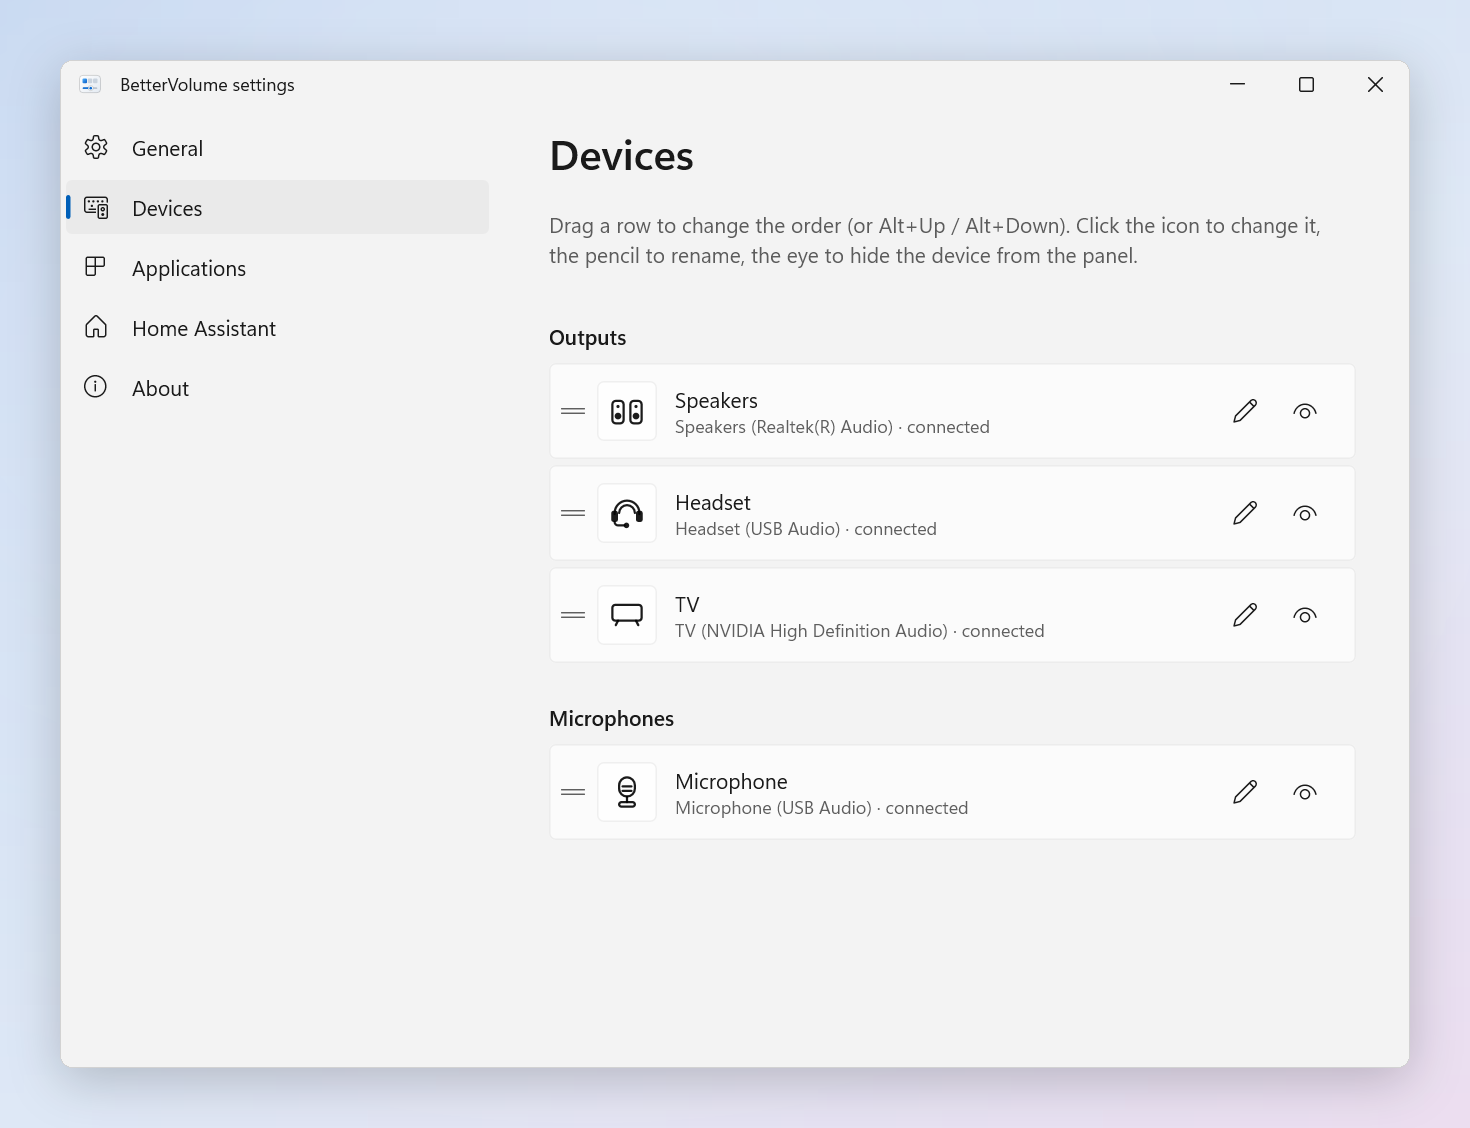 BetterVolume settings
General
Devices
Applications
Home Assistant
About
Devices
Drag a row to change the order (or Alt+Up / Alt+Down). Click the icon to change it,
the pencil to rename, the eye to hide the device from the panel.
Outputs
Speakers
Speakers (Realtek(R) Audio) · connected
Headset
Headset (USB Audio) · connected
TV
TV (NVIDIA High Definition Audio) · connected
Microphones
Microphone
Microphone (USB Audio) · connected